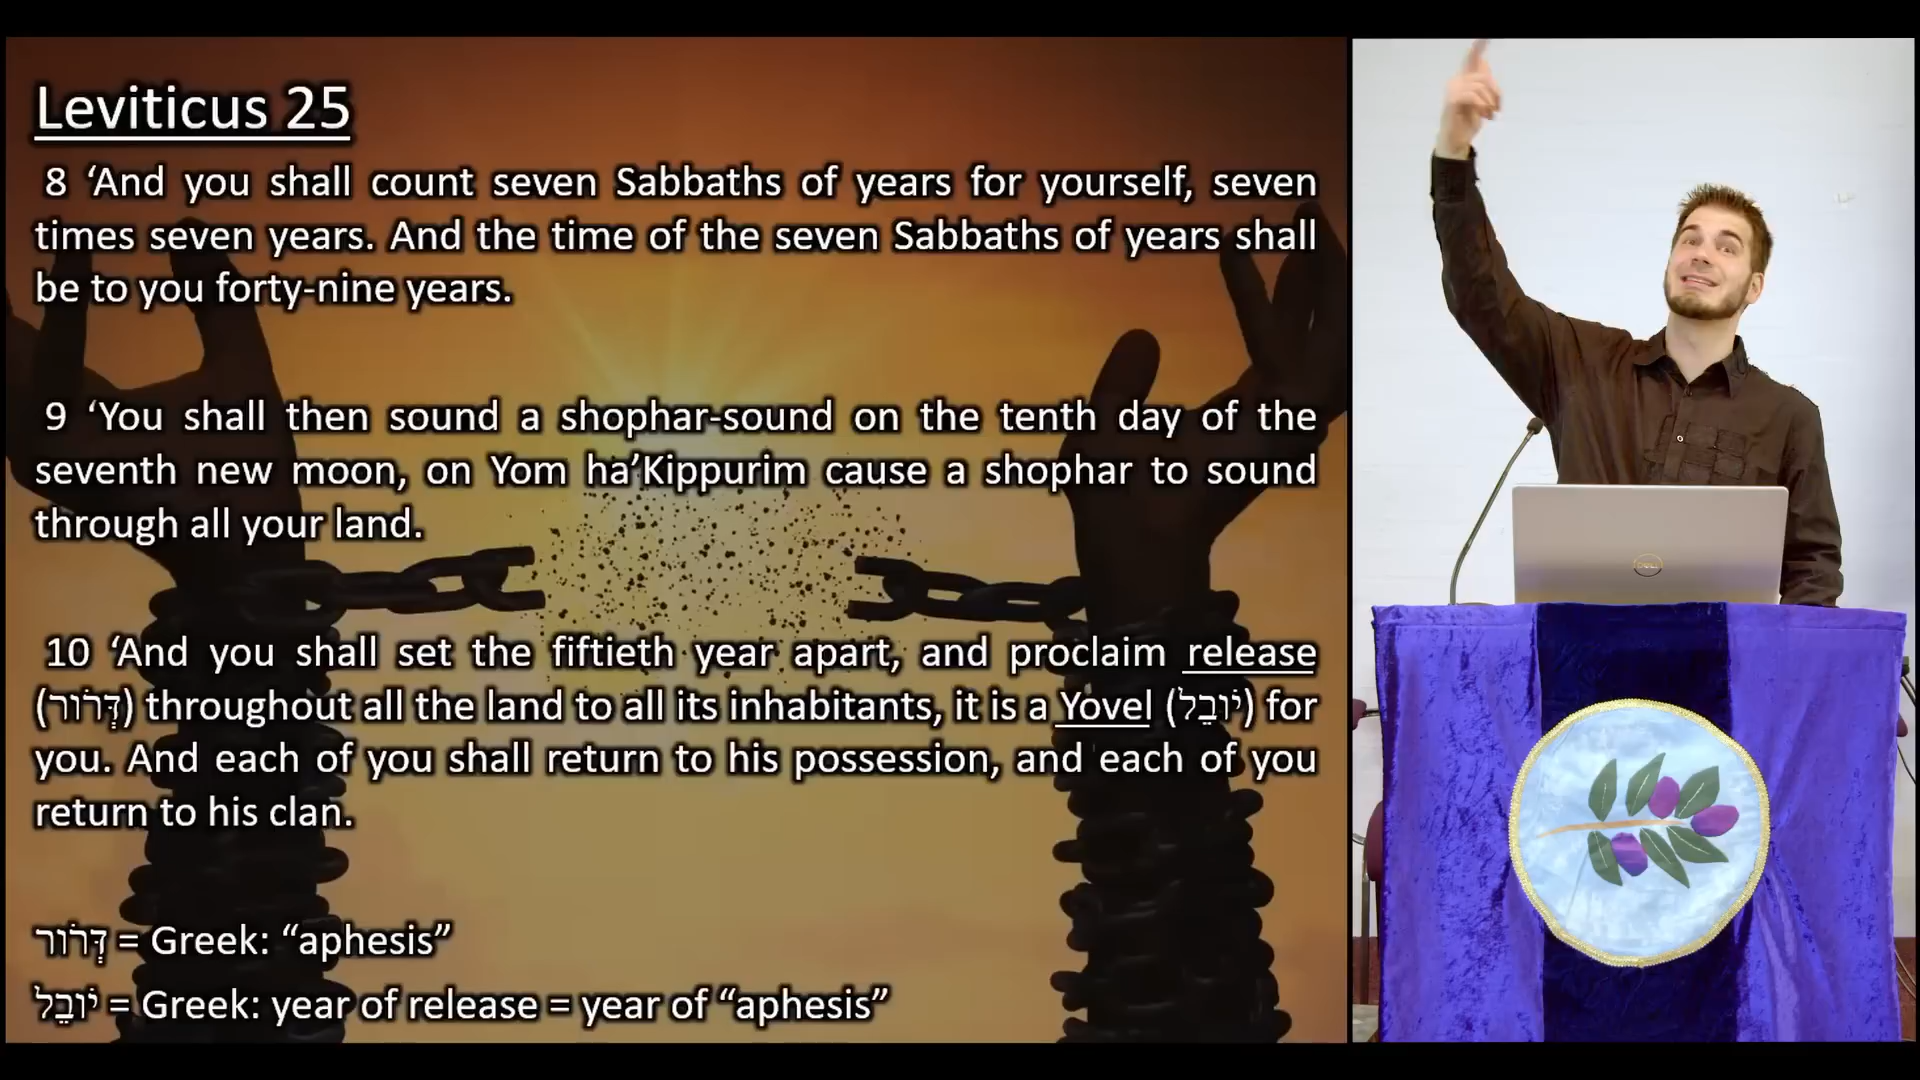 Leviticus 25
8 ‘And you shall count seven Sabbaths of years for yourself, seven
times seven years. And the time of the seven Sabbaths of years shall
be to you forty-nine years.
9 ‘You shall then sound a shophar-sound on the tenth day of the
seventh new moon, on Yom ha’Kippurim cause a shophar to sound
through all your land.
10 ‘And you shall set the fiftieth year apart, and proclaim release
(דְּרֹור) throughout all the land to all its inhabitants, it is a Yovel (יֹובֵל) for
you. And each of you shall return to his possession, and each of you
return to his clan.
דְּרֹור = Greek: “aphesis”
יֹובֵל = Greek: year of release = year of “aphesis”
DELL